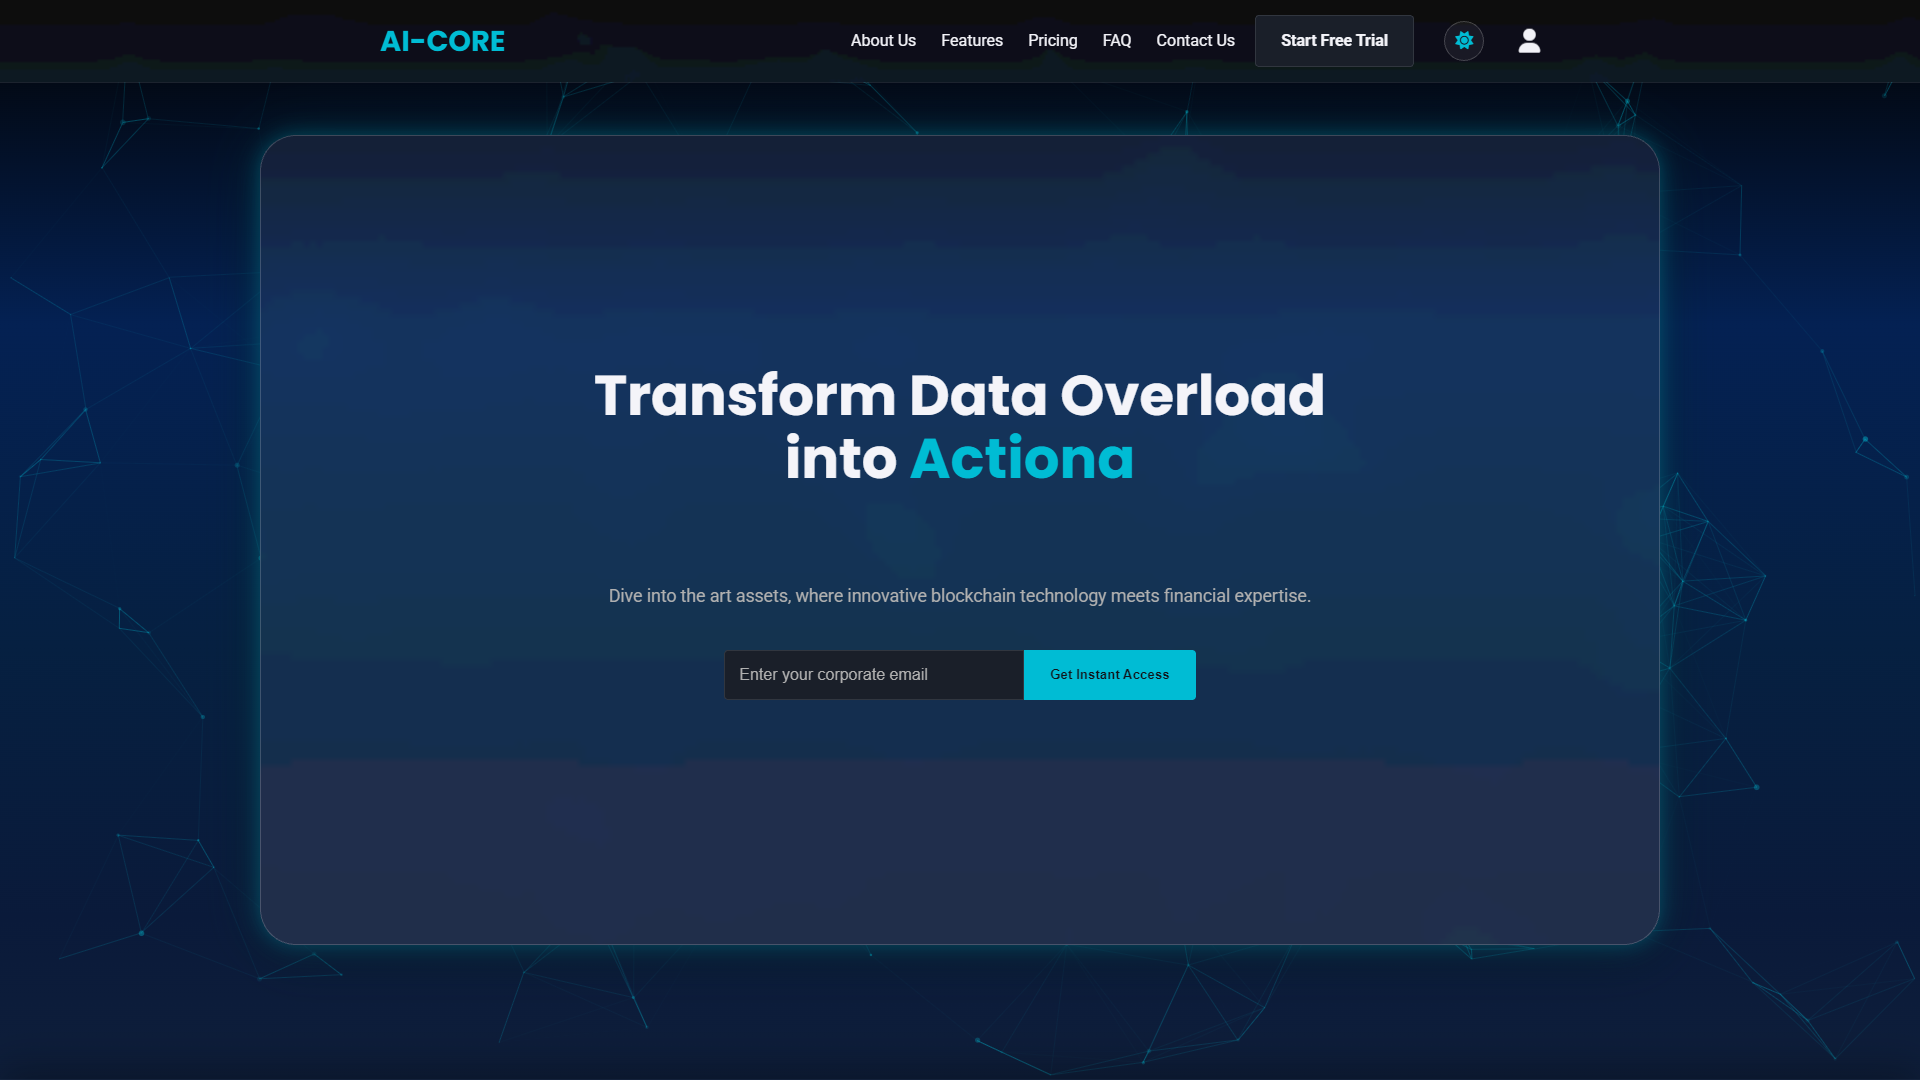 AI-CORE
About Us
Features
Pricing
FAQ
Contact Us
Start Free Trial
Transform Data Overload
into Actiona
Dive into the art assets, where innovative blockchain technology meets financial expertise.
Enter your corporate email
Get Instant Access